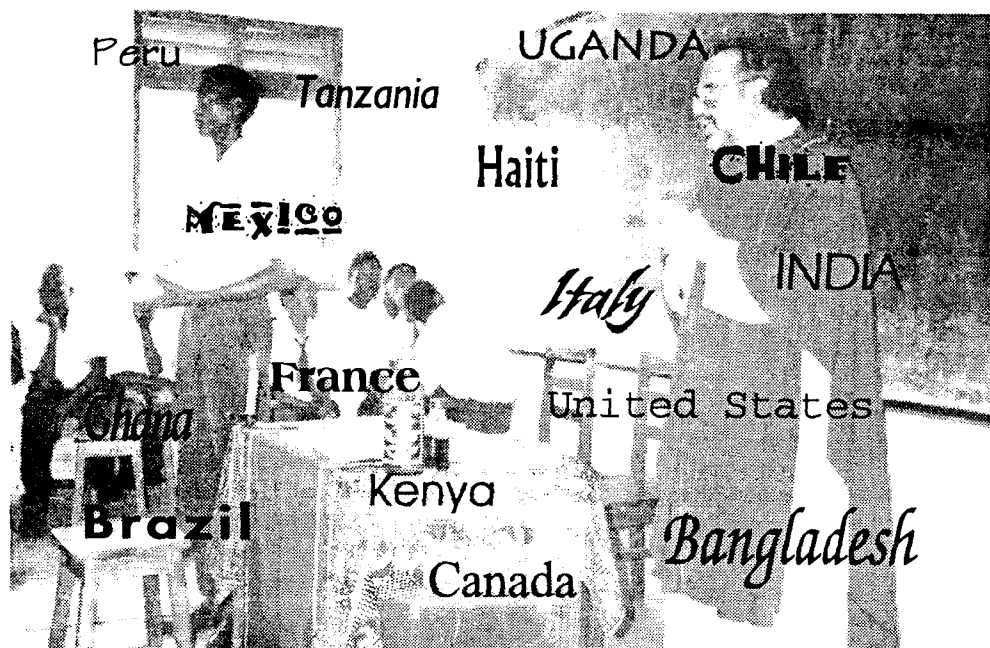 Peru
UGANDA
Tanzania
Haiti
CHILE
MEXICO
INDIA
Italy
France
United States
Ghana
Kenya
Brazil
Bangladesh
Canada